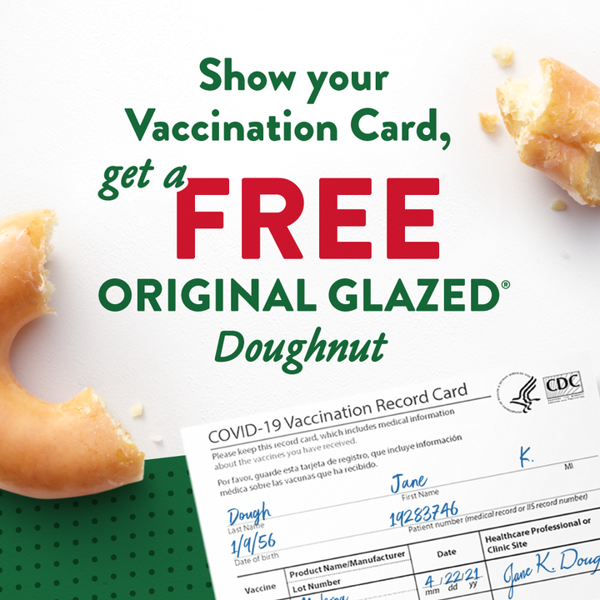 Show your
Vaccination Card,
get a
FREE
ORIGINAL GLAZED®
Doughnut
COVID-19 Vaccination Record Card
CDC
Please keep this record card, which includes medical information
about the vaccines you have received.
Por favor, guarde esta tarjeta de registro, que incluye información
médica sobre las vacunas que ha recibido.
Dough Jane K.
Last Name First Name MI
1/9/56 19283746
Date of birth Patient number (medical record or IIS record number)
Vaccine Product Name/Manufacturer Date Healthcare Professional or
Lot Number Clinic Site
4 22 21 Jane K. Doug
mm dd yy